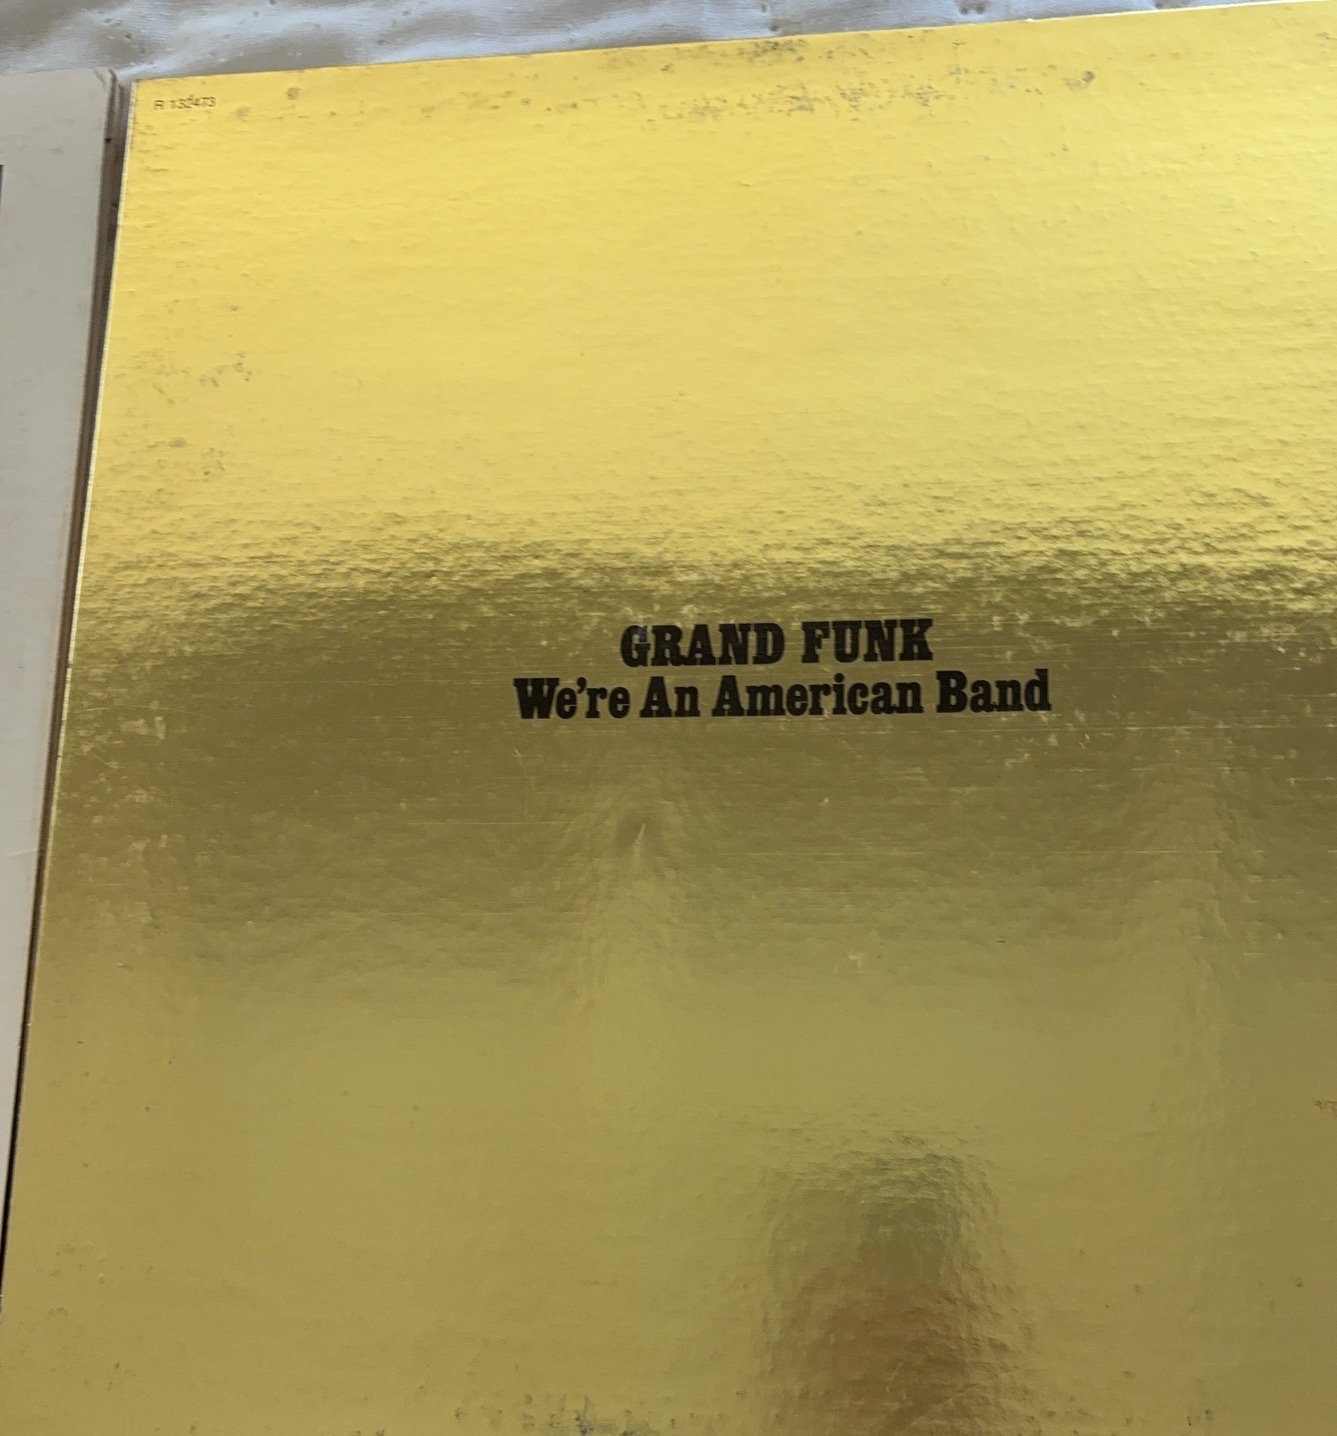 R 132473
GRAND FUNK
We're An American Band